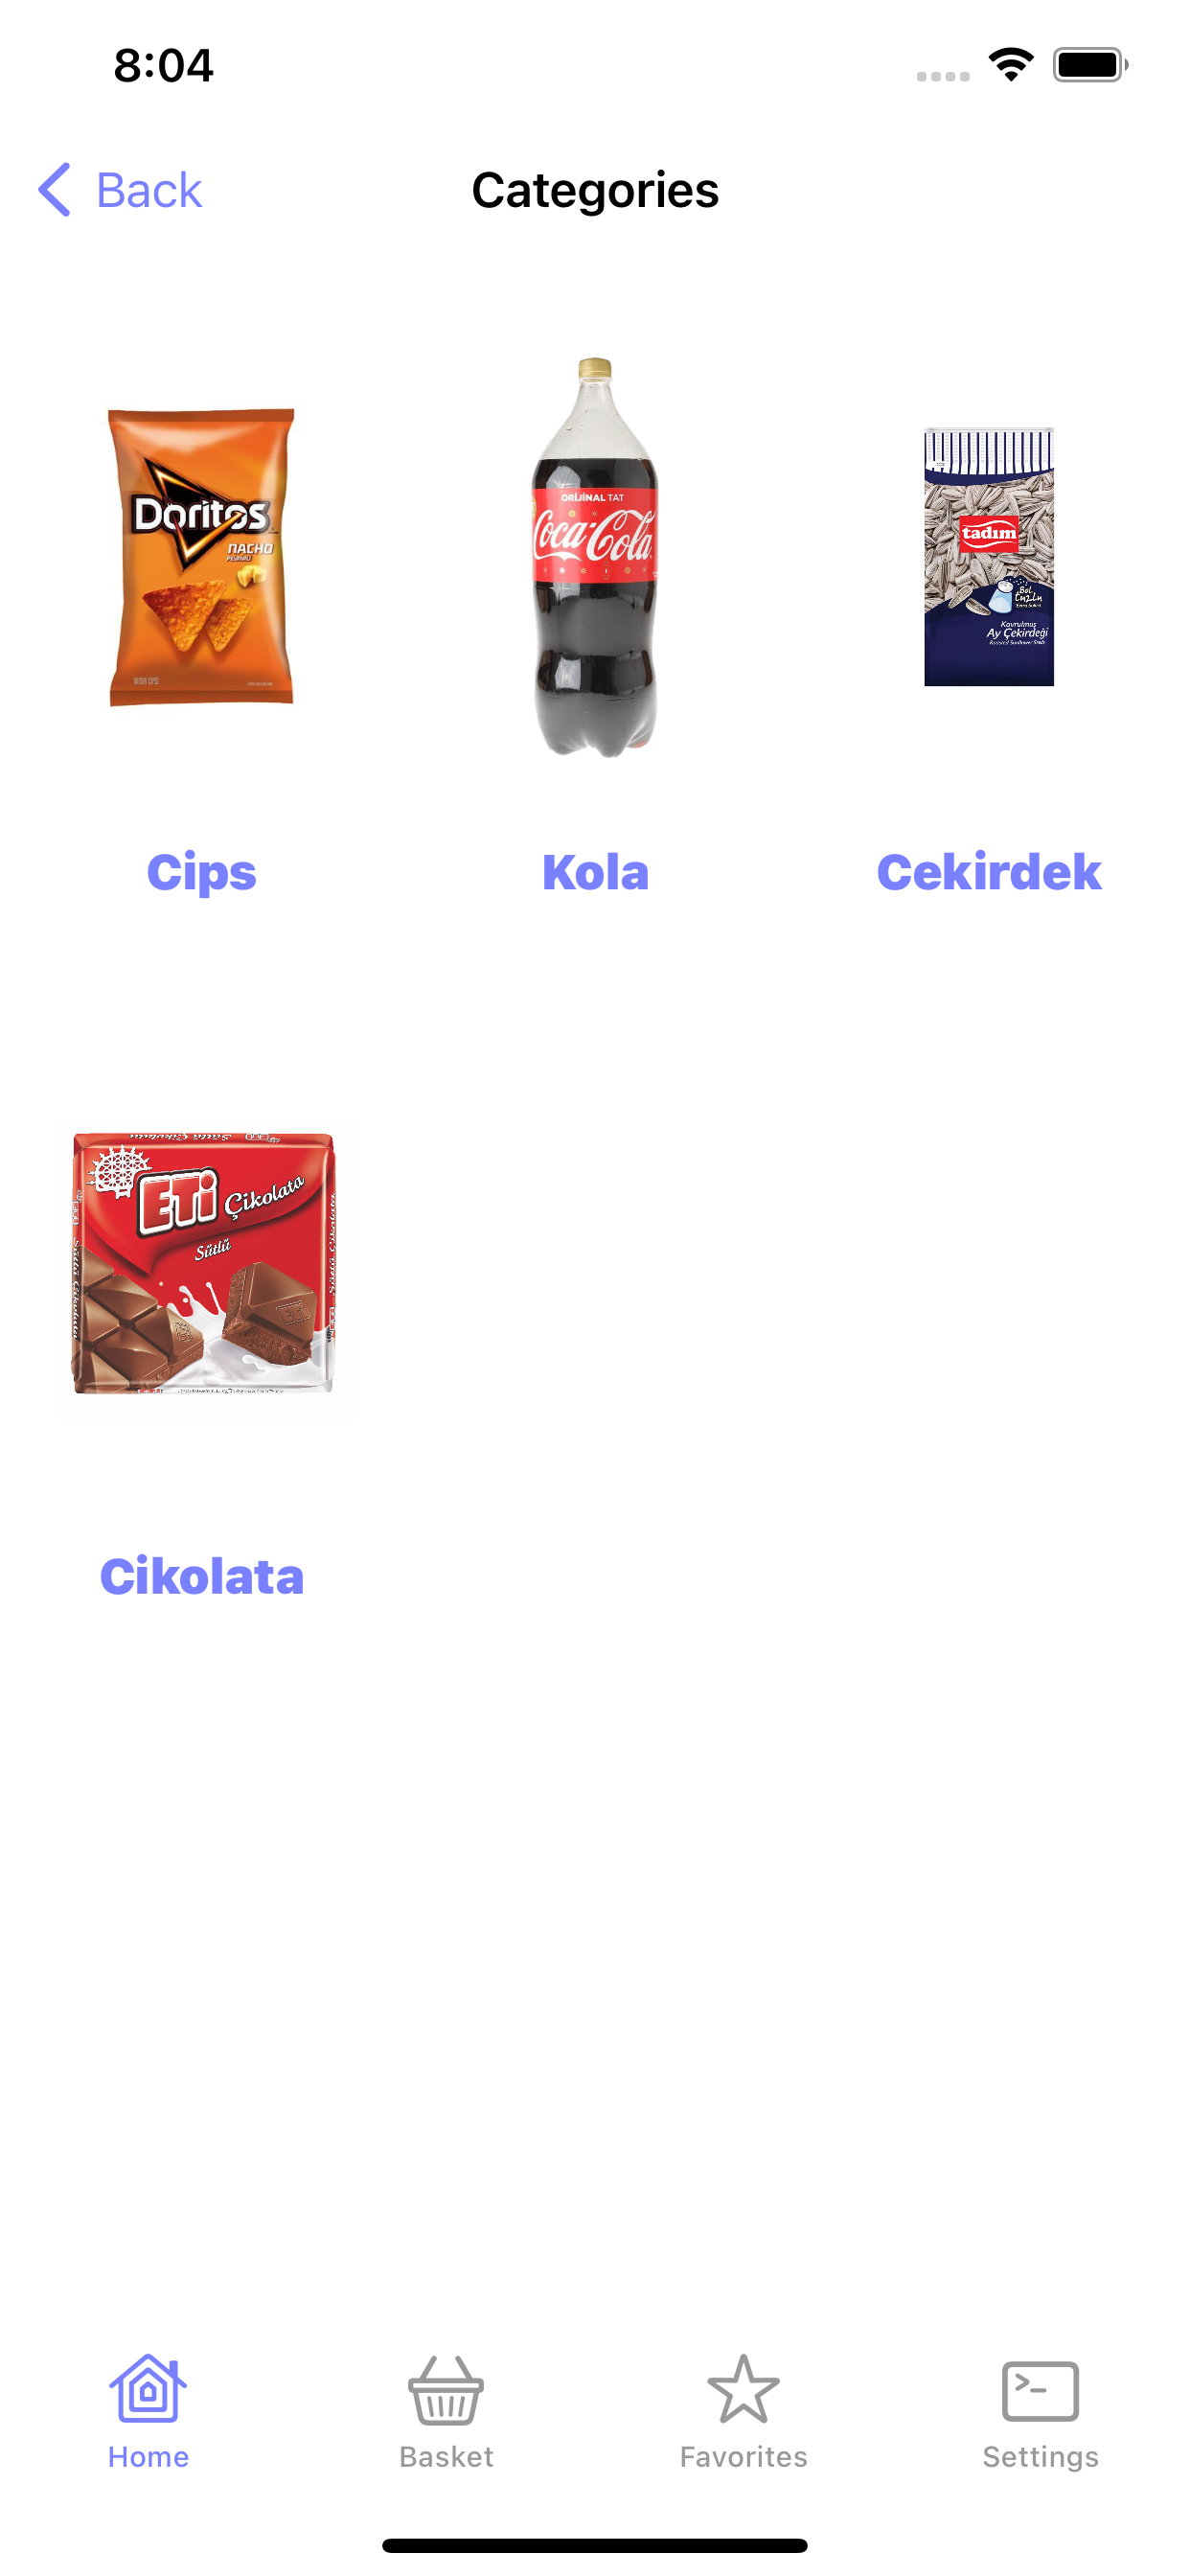 8:04
Back
Categories
Doritos
NACHO
ORİJİNAL TAT
Coca-Cola
tadım
Bol
Tuzlu
Kavrulmuş
Ay Çekirdeği
Cips
Kola
Cekirdek
ETİ Çikolata
Sütlü
Cikolata
Home
Basket
Favorites
Settings